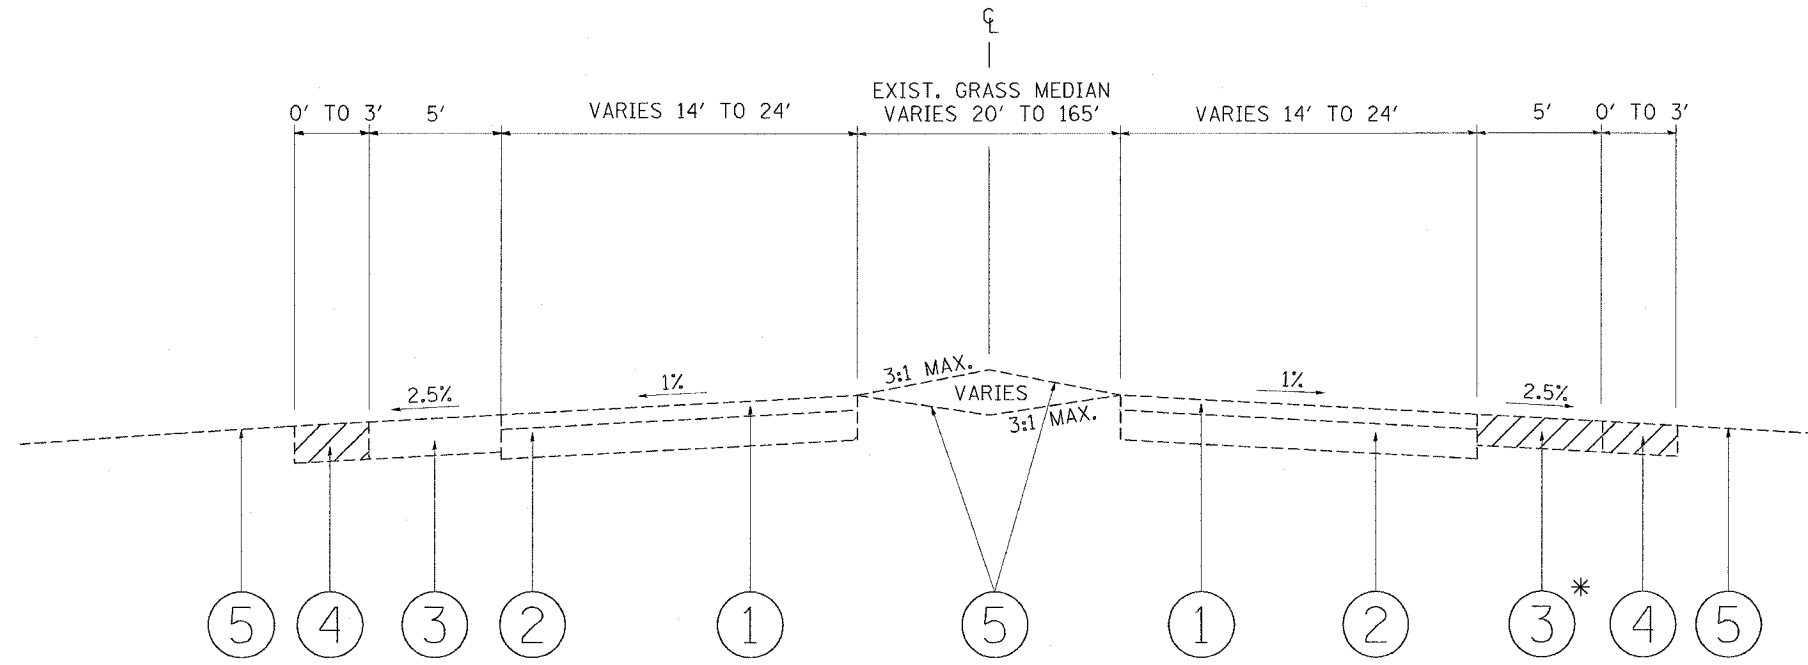 ℄
EXIST. GRASS MEDIAN
0' TO 3' 5' VARIES 14' TO 24' VARIES 20' TO 165' VARIES 14' TO 24' 5' 0' TO 3'
3:1 MAX.
2.5% 1% VARIES 1% 2.5%
3:1 MAX.
5 4 3 2 1 5 1 2 3 * 4 5